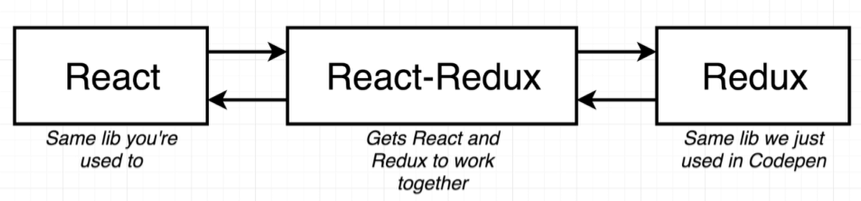 React
React-Redux
Redux
Same lib you're
used to
Gets React and
Redux to work
together
Same lib we just
used in Codepen